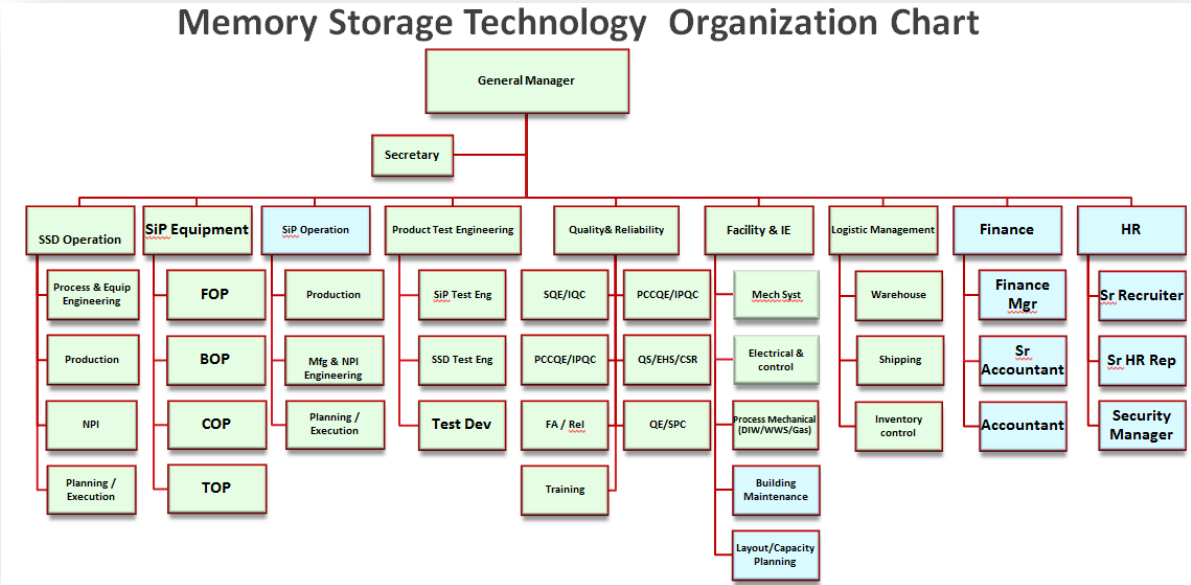 Memory Storage Technology  Organization Chart
General Manager
Secretary
SSD Operation
SiP Equipment
SiP Operation
Product Test Engineering
Quality& Reliability
Facility & IE
Logistic Management
Finance
HR
Process & Equip
Engineering
Production
NPI
Planning /
Execution
FOP
BOP
COP
TOP
Production
Mfg & NPI
Engineering
Planning /
Execution
SiP Test Eng
SSD Test Eng
Test Dev
SQE/IQC
PCCQE/IPQC
FA / Rel
Training
PCCQE/IPQC
QS/EHS/CSR
QE/SPC
Mech Syst
Electrical &
control
Process Mechanical
(DIW/WWS/Gas)
Building
Maintenance
Layout/Capacity
Planning
Warehouse
Shipping
Inventory
control
Finance
Mgr
Sr
Accountant
Accountant
Sr Recruiter
Sr HR Rep
Security
Manager